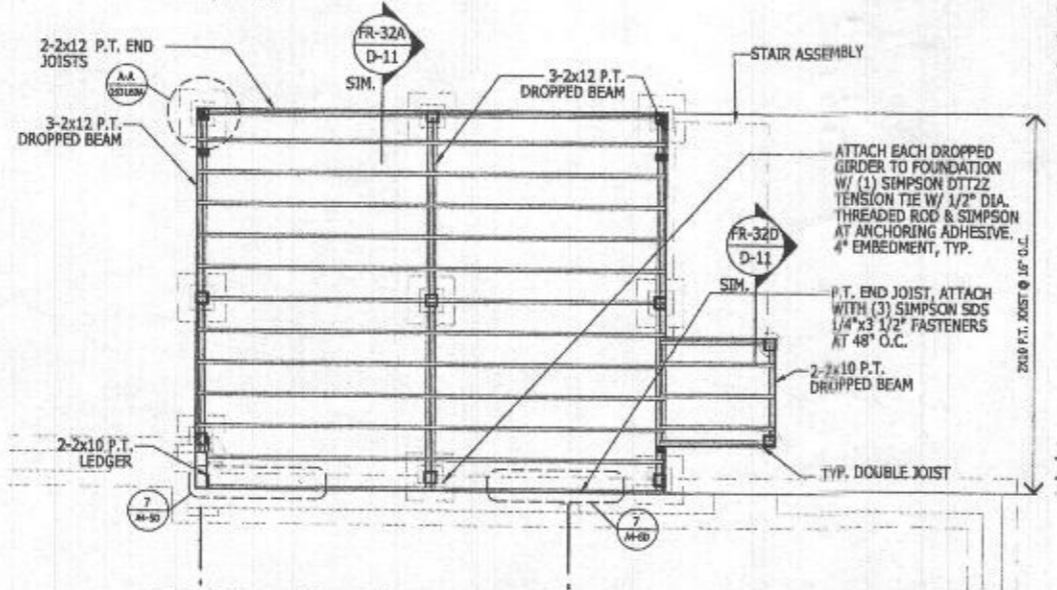 FR-32A
D-11
SIM.
2-2x12 P.T. END
JOISTS
A-A
3-2x12 P.T.
DROPPED BEAM
3-2x12 P.T.
DROPPED BEAM
STAIR ASSEMBLY
ATTACH EACH DROPPED
GIRDER TO FOUNDATION
W/ (1) SIMPSON DTT2Z
TENSION TIE W/ 1/2" DIA.
THREADED ROD & SIMPSON
AT ANCHORING ADHESIVE.
4" EMBEDMENT, TYP.
FR-32D
D-11
SIM.
P.T. END JOIST, ATTACH
WITH (3) SIMPSON SDS
1/4"x3 1/2" FASTENERS
AT 48" O.C.
2X10 P.T. JOIST @ 16" O.C.
2-2x10 P.T.
DROPPED BEAM
2-2x10 P.T.
LEDGER
TYP. DOUBLE JOIST
7
7